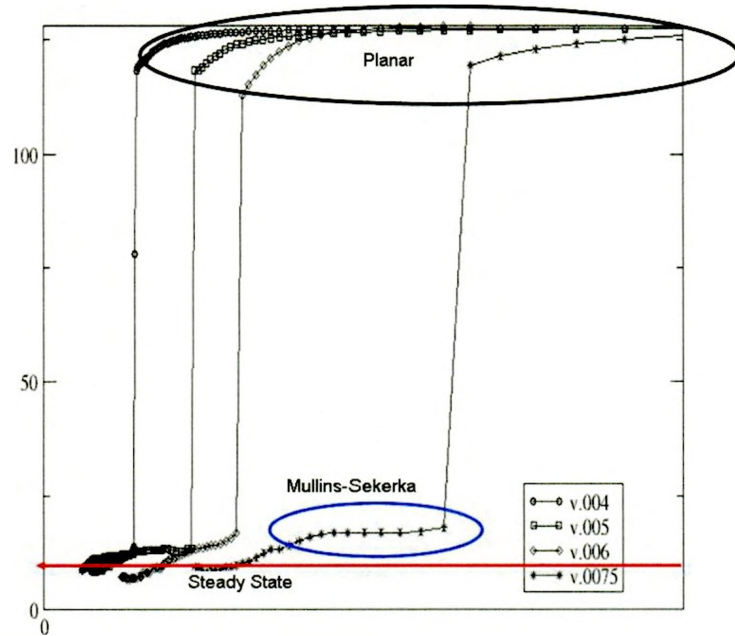 Planar
100
50
Mullins-Sekerka
v.004
v.005
v.006
v.0075
Steady State
0
0